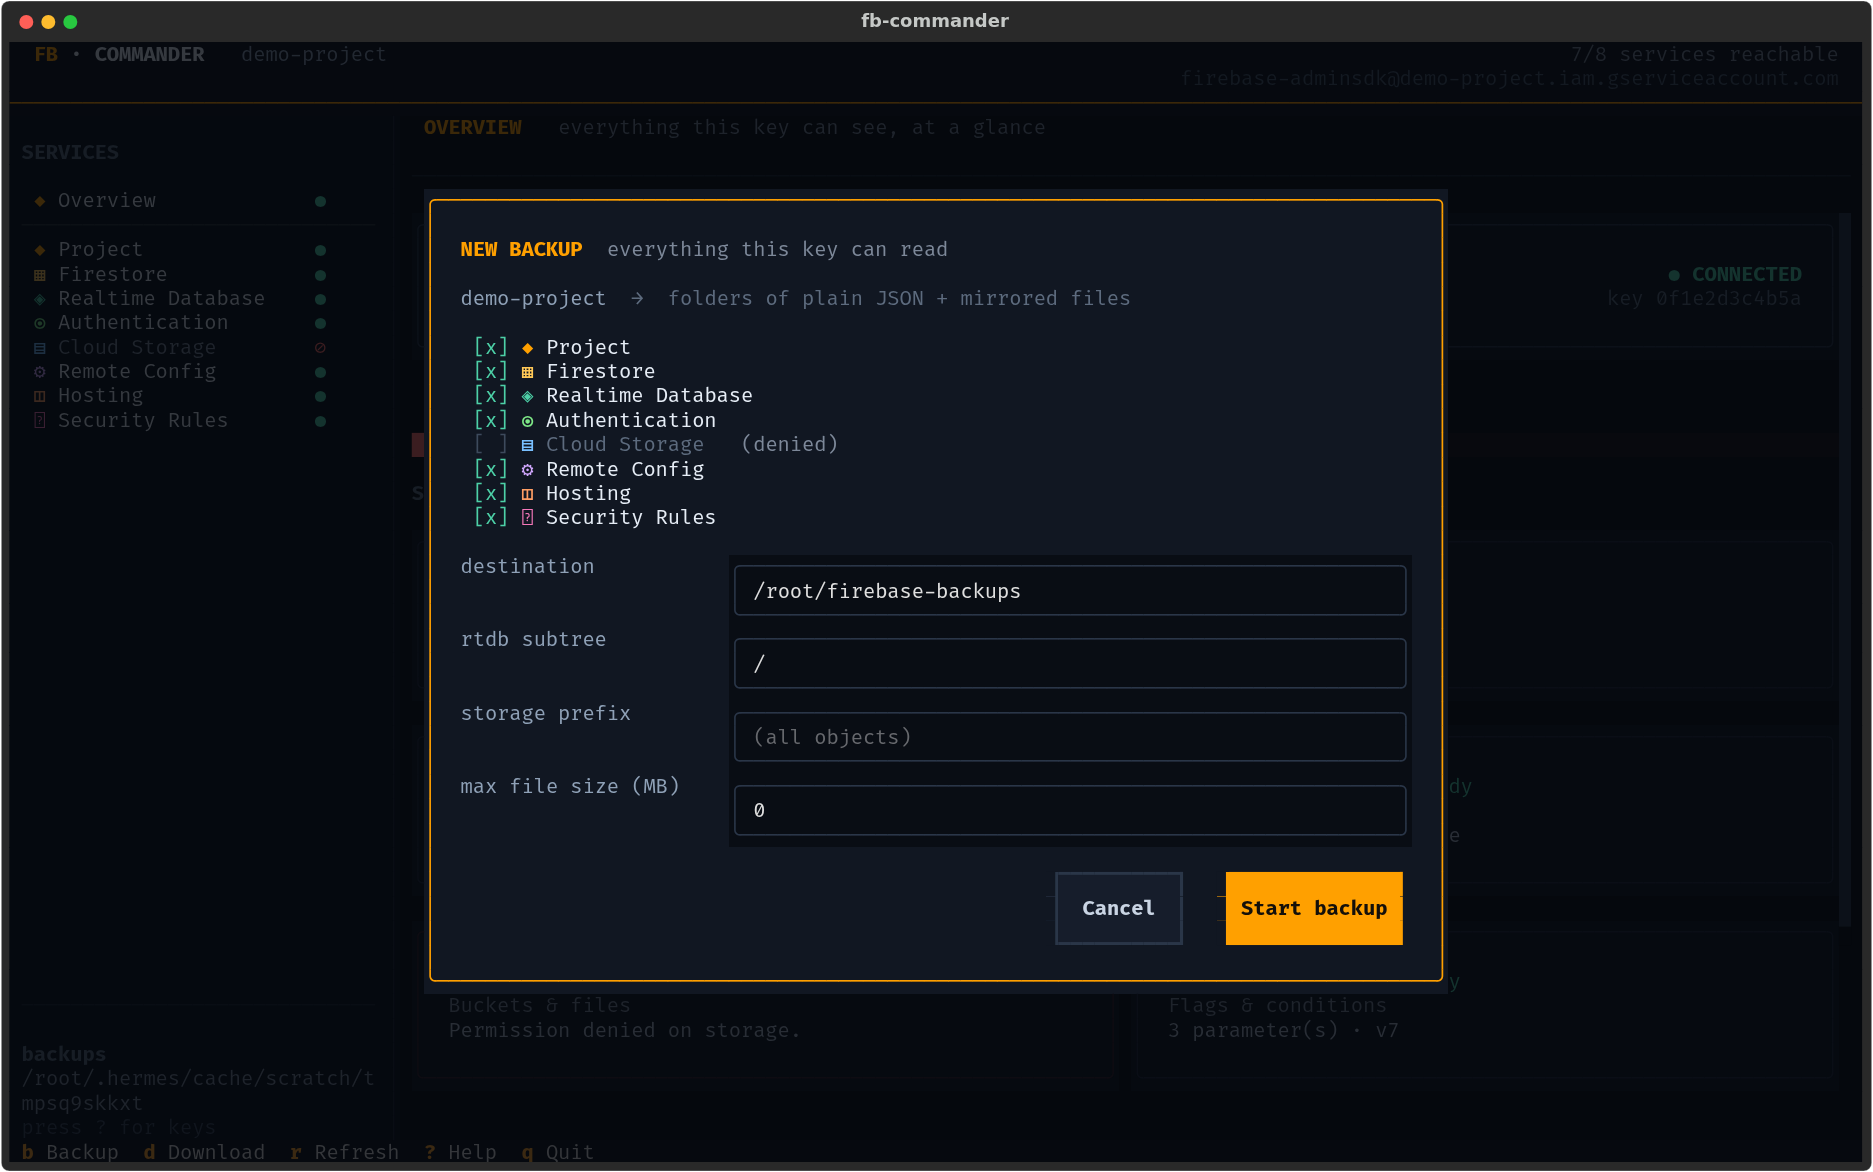 fb-commander
FB · COMMANDER demo-project
7/8 services reachable
firebase-adminsdk@demo-project.iam.gserviceaccount.com
SERVICES
◆ Overview ●
◆ Project ●
▦ Firestore ●
◈ Realtime Database ●
⊙ Authentication ●
▤ Cloud Storage ⊘
⚙ Remote Config ●
◫ Hosting ●
? Security Rules ●
backups
/root/.hermes/cache/scratch/t
mpsq9skkxt
press ? for keys
OVERVIEW everything this key can see, at a glance
● CONNECTED
key 0f1e2d3c4b5a
S
NEW BACKUP everything this key can read
demo-project → folders of plain JSON + mirrored files
[x] ◆ Project
[x] ▦ Firestore
[x] ◈ Realtime Database
[x] ⊙ Authentication
[ ] ▤ Cloud Storage (denied)
[x] ⚙ Remote Config
[x] ◫ Hosting
[x] ? Security Rules
destination
/root/firebase-backups
rtdb subtree
/
storage prefix
(all objects)
max file size (MB)
0
Cancel
Start backup
dy
e
y
Buckets & files
Permission denied on storage.
Flags & conditions
3 parameter(s) · v7
b Backup d Download r Refresh ? Help q Quit